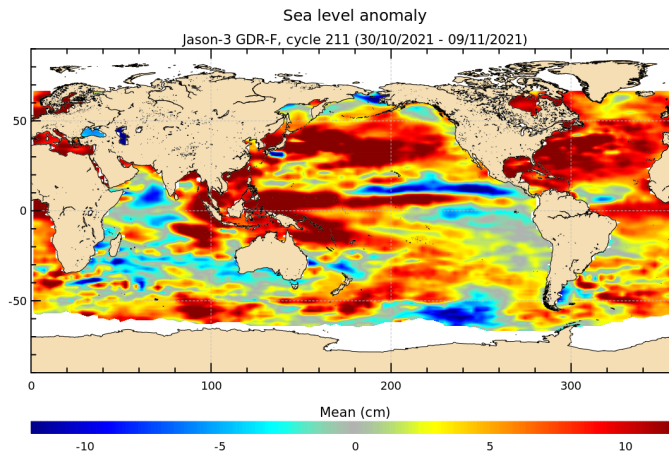 Sea level anomaly
Jason-3 GDR-F, cycle 211 (30/10/2021 - 09/11/2021)
50
0
-50
0 100 200 300
Mean (cm)
-10 -5 0 5 10